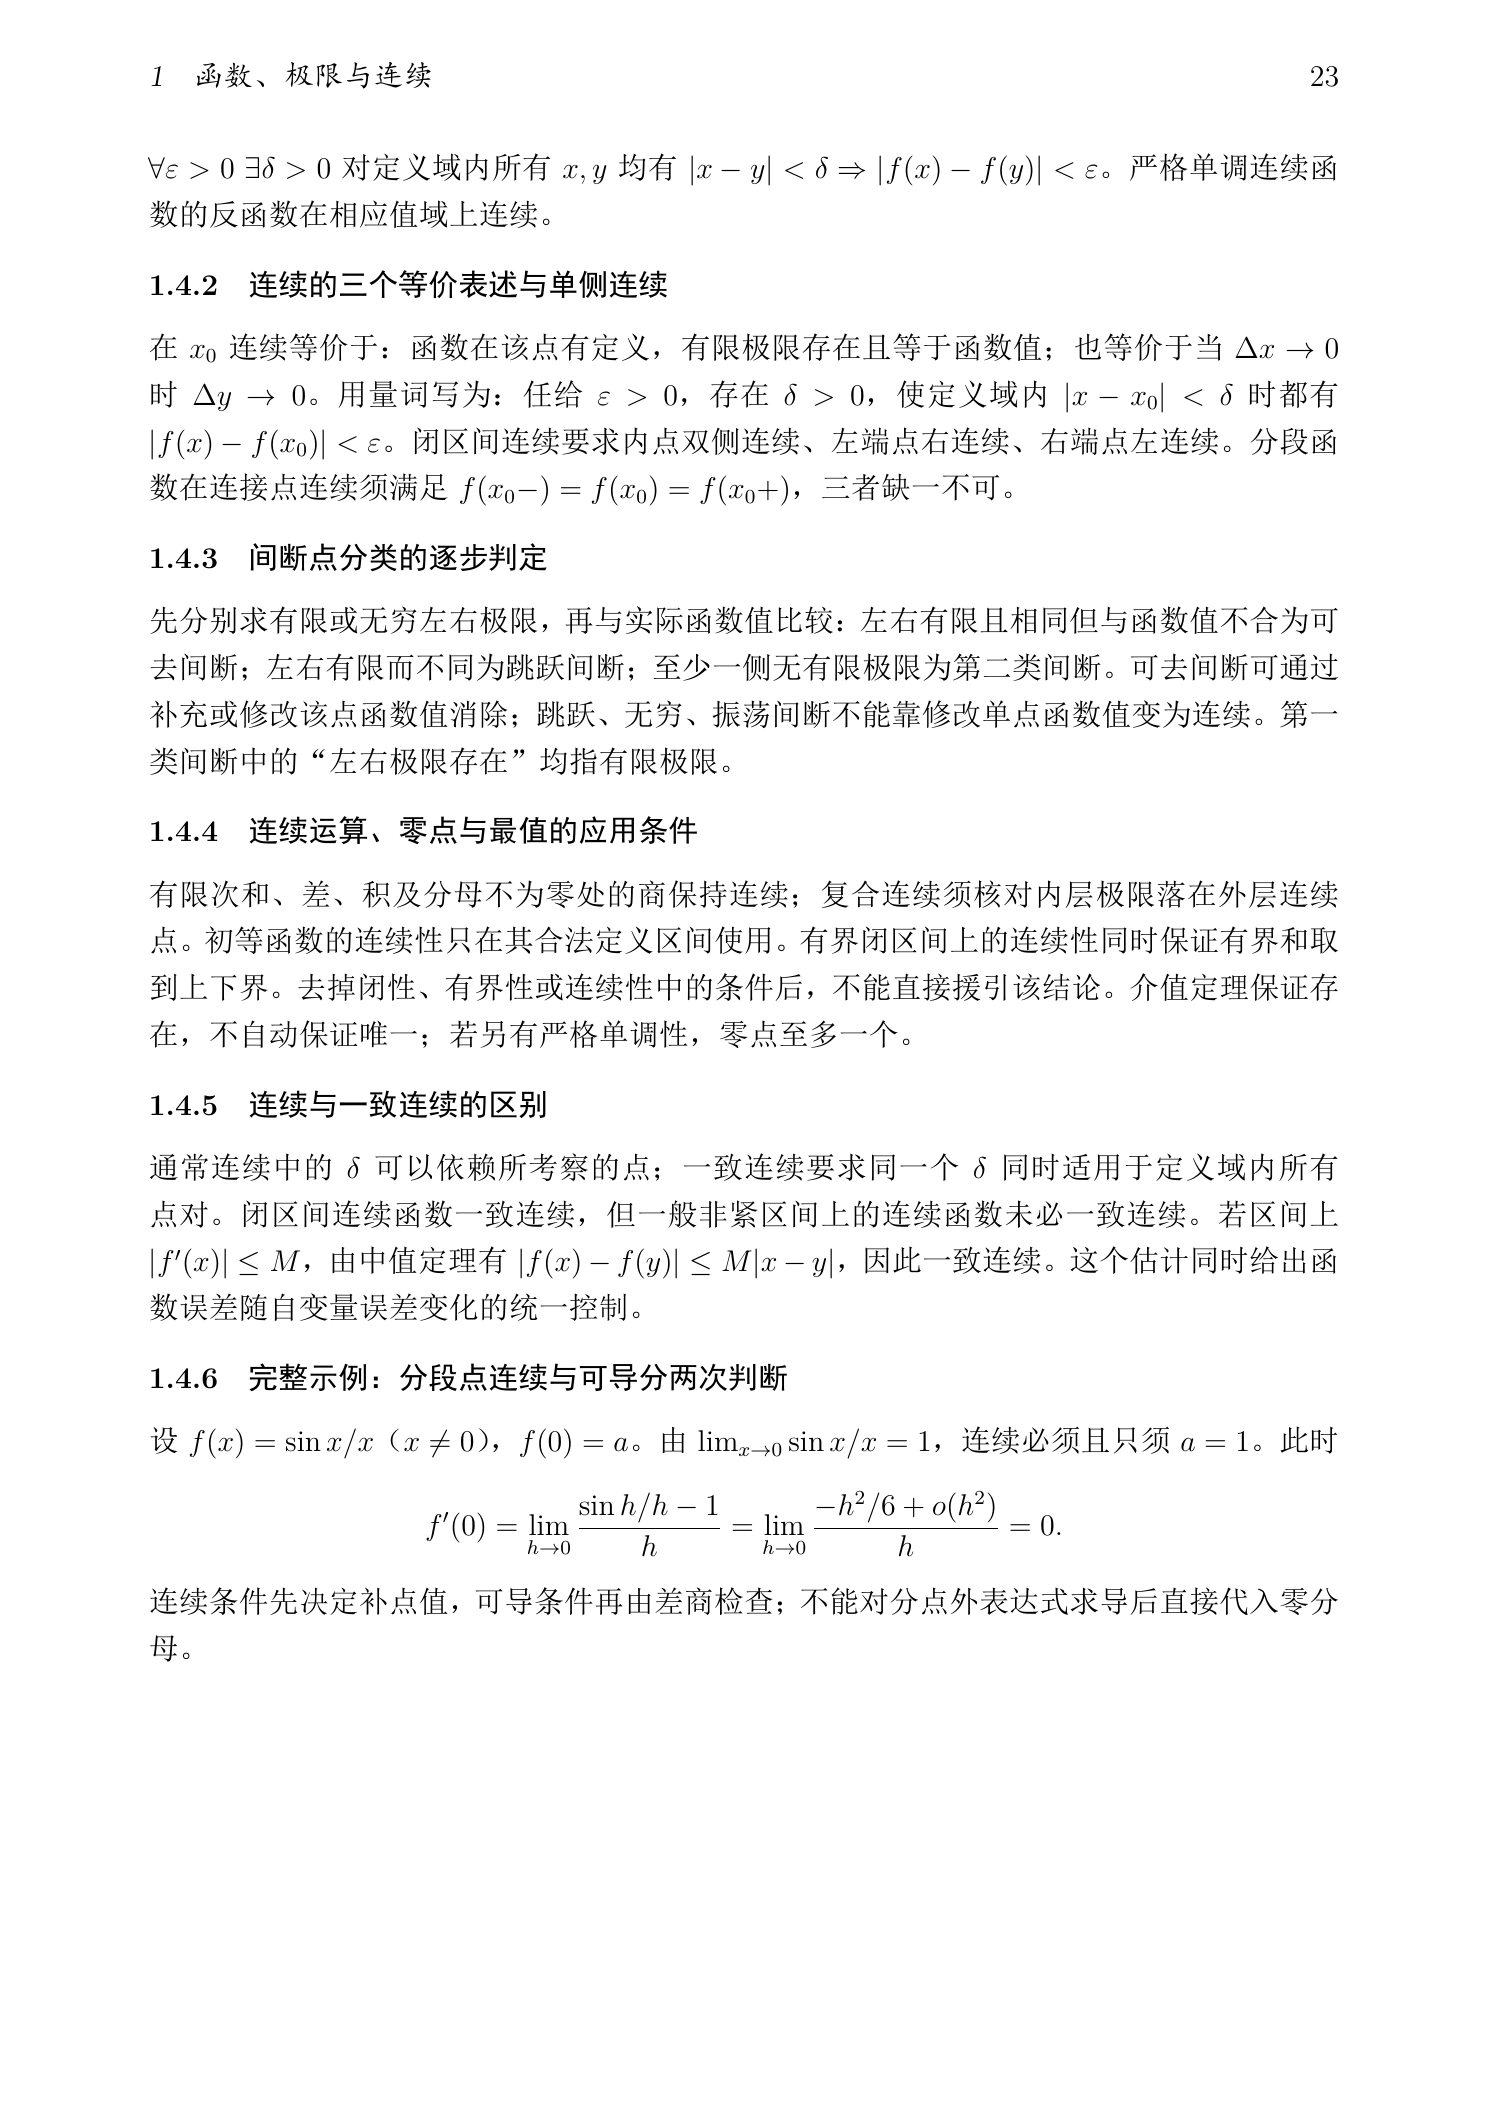 1 函数、极限与连续 23
∀ε > 0 ∃δ > 0 对定义域内所有 x, y 均有 |x − y| < δ ⇒ |f(x) − f(y)| < ε。严格单调连续函
数的反函数在相应值域上连续。
1.4.2 连续的三个等价表述与单侧连续
在 x₀ 连续等价于：函数在该点有定义，有限极限存在且等于函数值；也等价于当 Δx → 0
时 Δy → 0。用量词写为：任给 ε > 0，存在 δ > 0，使定义域内 |x − x₀| < δ 时都有
|f(x) − f(x₀)| < ε。闭区间连续要求内点双侧连续、左端点右连续、右端点左连续。分段函
数在连接点连续须满足 f(x₀−) = f(x₀) = f(x₀+)，三者缺一不可。
1.4.3 间断点分类的逐步判定
先分别求有限或无穷左右极限，再与实际函数值比较：左右有限且相同但与函数值不合为可
去间断；左右有限而不同为跳跃间断；至少一侧无有限极限为第二类间断。可去间断可通过
补充或修改该点函数值消除；跳跃、无穷、振荡间断不能靠修改单点函数值变为连续。第一
类间断中的“左右极限存在”均指有限极限。
1.4.4 连续运算、零点与最值的应用条件
有限次和、差、积及分母不为零处的商保持连续；复合连续须核对内层极限落在外层连续
点。初等函数的连续性只在其合法定义区间使用。有界闭区间上的连续性同时保证有界和取
到上下界。去掉闭性、有界性或连续性中的条件后，不能直接援引该结论。介值定理保证存
在，不自动保证唯一；若另有严格单调性，零点至多一个。
1.4.5 连续与一致连续的区别
通常连续中的 δ 可以依赖所考察的点；一致连续要求同一个 δ 同时适用于定义域内所有
点对。闭区间连续函数一致连续，但一般非紧区间上的连续函数未必一致连续。若区间上
|f′(x)| ≤ M，由中值定理有 |f(x) − f(y)| ≤ M|x − y|，因此一致连续。这个估计同时给出函
数误差随自变量误差变化的统一控制。
1.4.6 完整示例：分段点连续与可导分两次判断
设 f(x) = sin x/x（x ≠ 0），f(0) = a。由 limₓ→₀ sin x/x = 1，连续必须且只须 a = 1。此时
f′(0) = lim_{h→0} (sin h/h − 1)/h = lim_{h→0} (−h²/6 + o(h²))/h = 0.
连续条件先决定补点值，可导条件再由差商检查；不能对分点外表达式求导后直接代入零分
母。